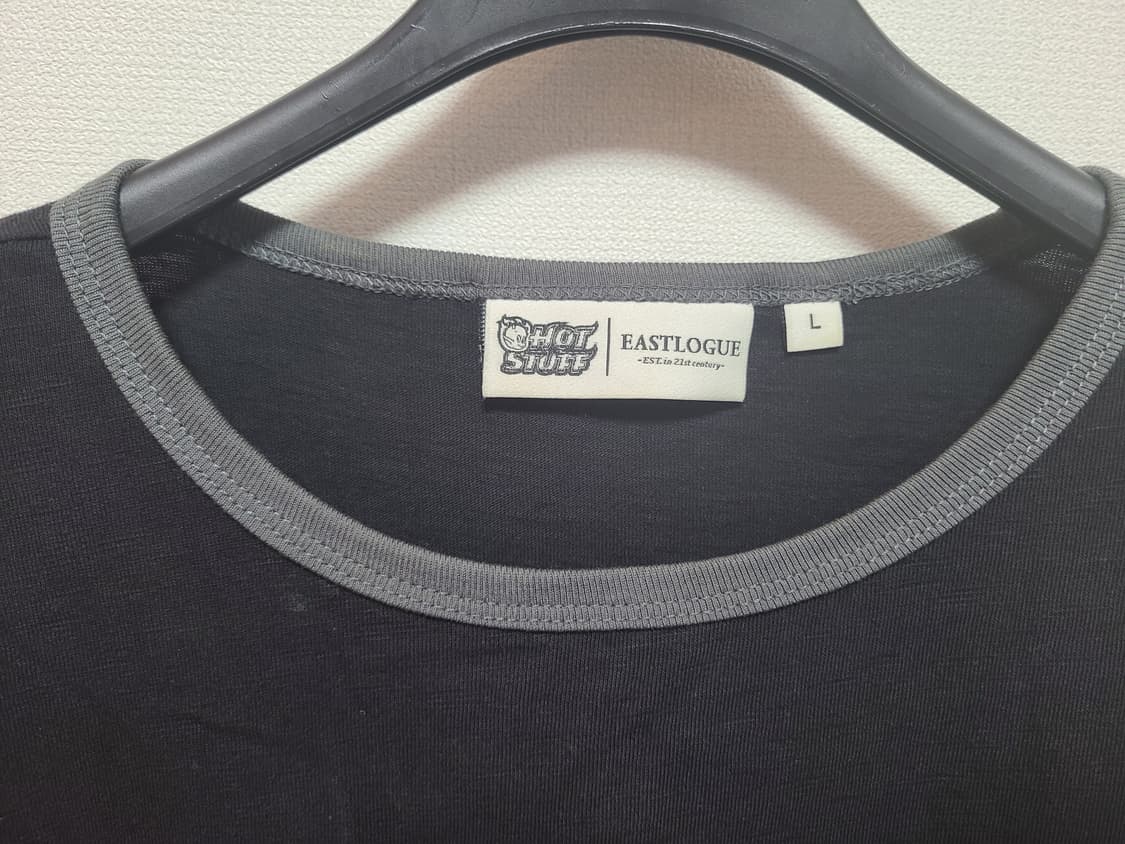 HOT
STUFF
EASTLOGUE
-EST. in 21st century-
L